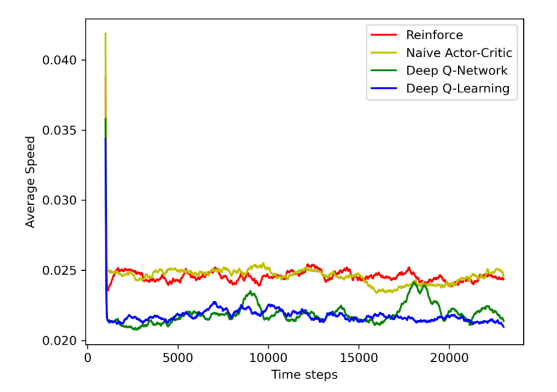 Reinforce
Naive Actor-Critic
Deep Q-Network
Deep Q-Learning
Average Speed
0.040
0.035
0.030
0.025
0.020
0 5000 10000 15000 20000
Time steps